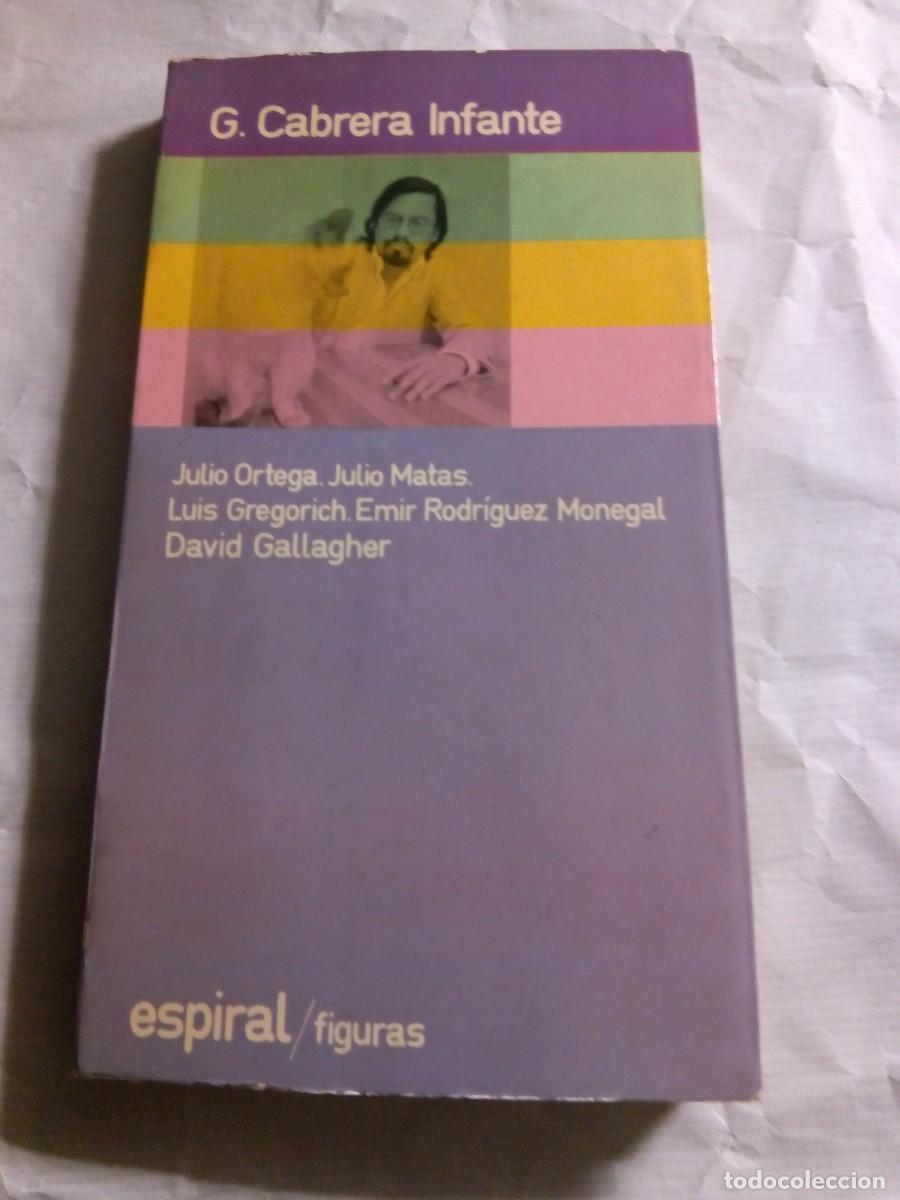 G. Cabrera Infante
Julio Ortega. Julio Matas.
Luis Gregorich. Emir Rodríguez Monegal
David Gallagher
espiral/figuras
todocoleccion